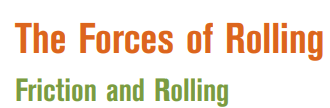 The Forces of Rolling
Friction and Rolling